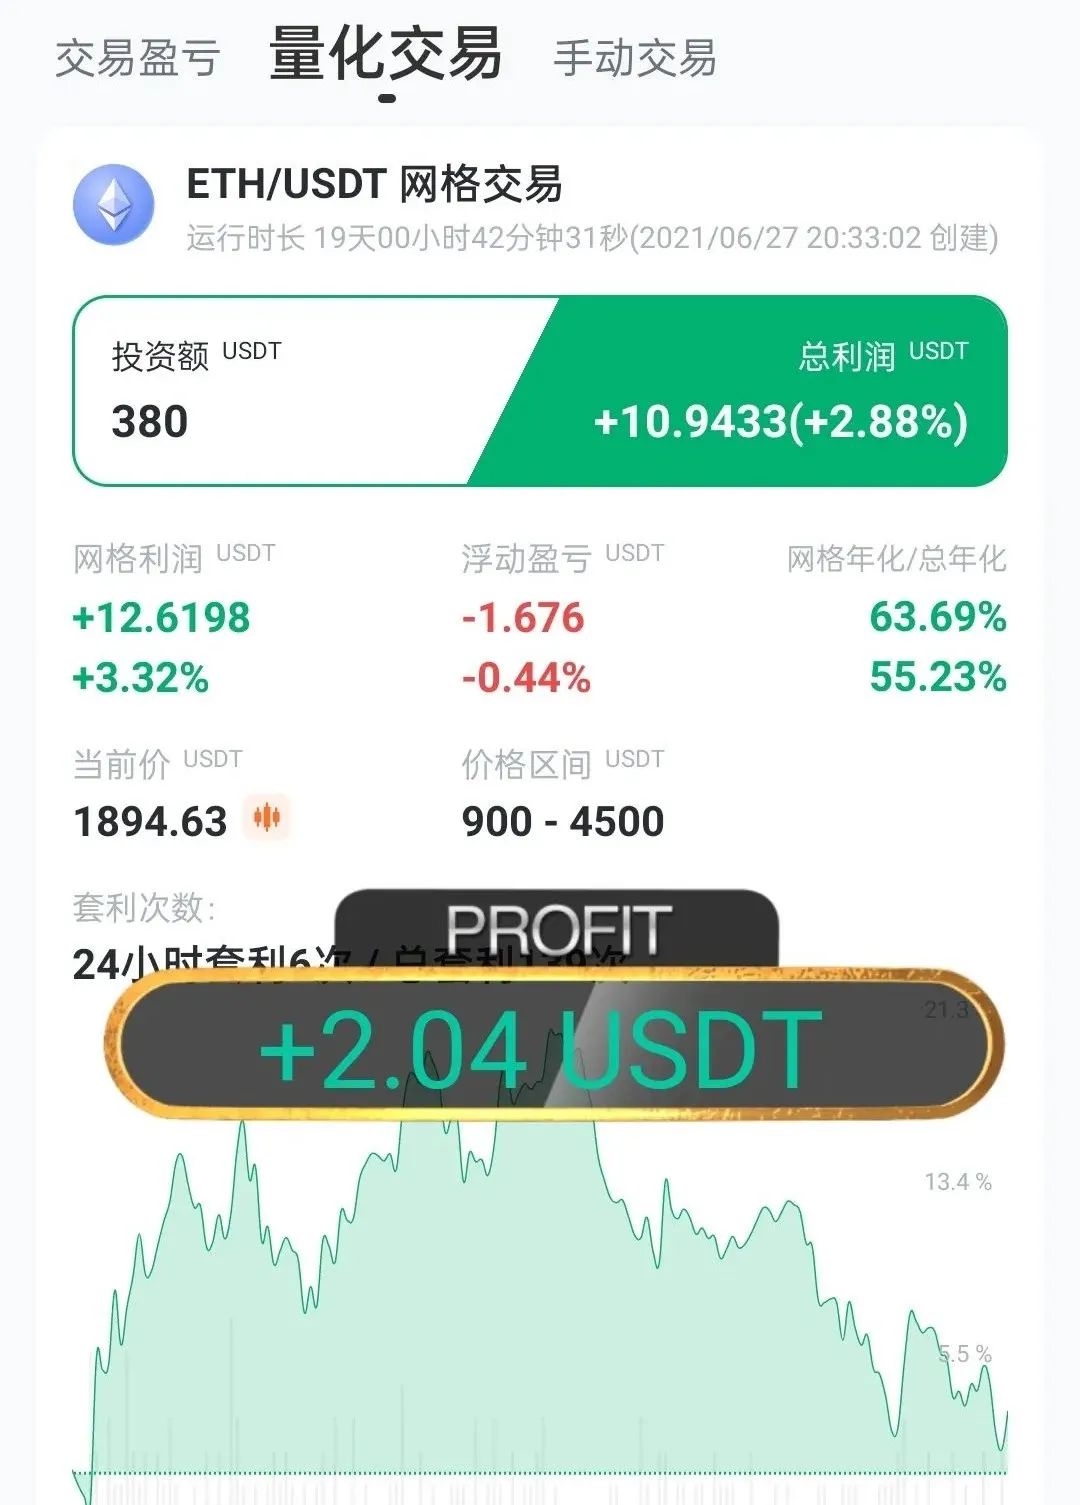 交易盈亏 量化交易 手动交易
ETH/USDT 网格交易
运行时长 19天00小时42分钟31秒(2021/06/27 20:33:02 创建)
投资额 USDT 总利润 USDT
380 +10.9433(+2.88%)
网格利润 USDT 浮动盈亏 USDT 网格年化/总年化
+12.6198 -1.676 63.69%
+3.32% -0.44% 55.23%
当前价 USDT 价格区间 USDT
1894.63 900 - 4500
套利次数：
PROFIT
24小时套利6次 / 总套利139次
21.3
+2.04 USDT
13.4 %
5.5 %